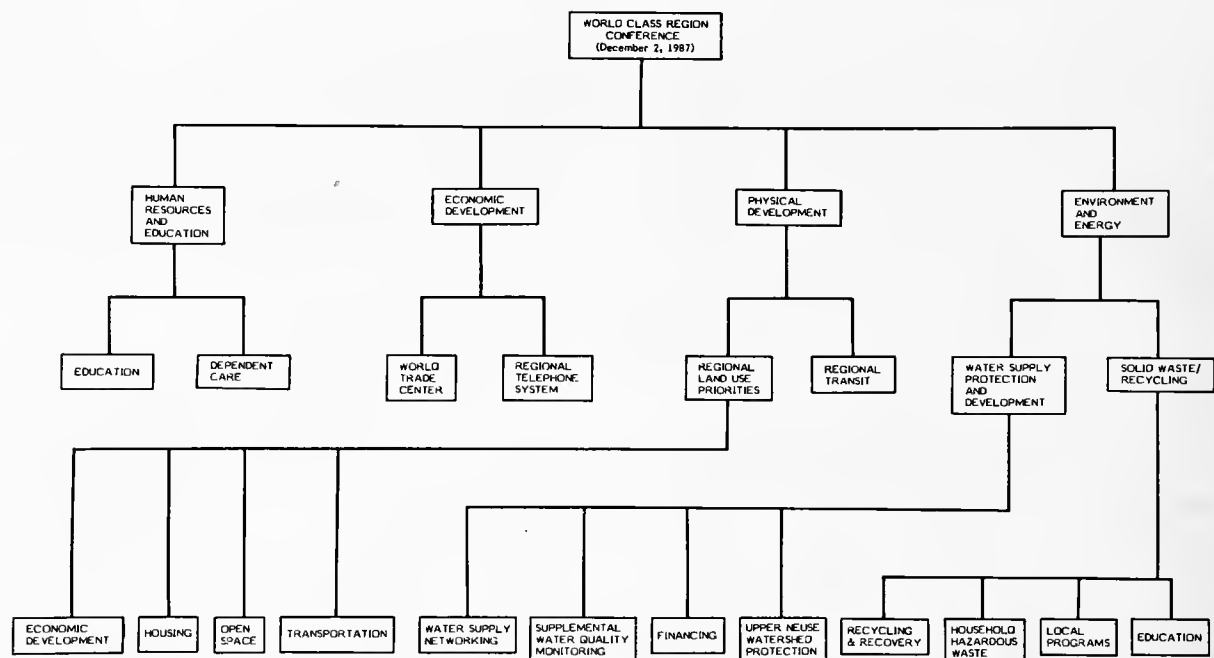 WORLD CLASS REGION
CONFERENCE
(December 2, 1987)
HUMAN
RESOURCES
AND
EDUCATION
ECONOMIC
DEVELOPMENT
PHYSICAL
DEVELOPMENT
ENVIRONMENT
AND
ENERGY
EDUCATION
DEPENDENT
CARE
WORLD
TRADE
CENTER
REGIONAL
TELEPHONE
SYSTEM
REGIONAL
LAND USE
PRIORITIES
REGIONAL
TRANSIT
WATER SUPPLY
PROTECTION
AND
DEVELOPMENT
SOLID WASTE/
RECYCLING
ECONOMIC
DEVELOPMENT
HOUSING
OPEN
SPACE
TRANSPORTATION
WATER SUPPLY
NETWORKING
SUPPLEMENTAL
WATER QUALITY
MONITORING
FINANCING
UPPER NEUSE
WATERSHED
PROTECTION
RECYCLING
& RECOVERY
HOUSEHOLD
HAZARDOUS
WASTE
LOCAL
PROGRAMS
EDUCATION